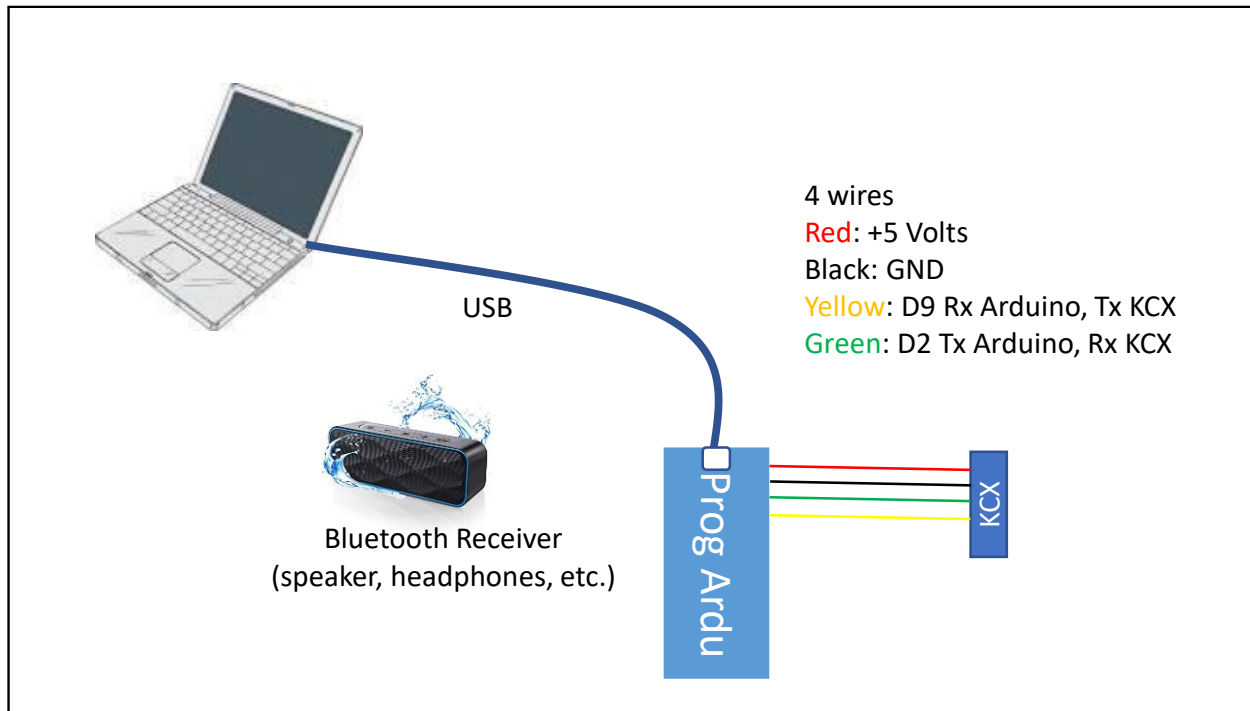 4 wires
Red: +5 Volts
Black: GND
Yellow: D9 Rx Arduino, Tx KCX
Green: D2 Tx Arduino, Rx KCX
USB
Bluetooth Receiver
(speaker, headphones, etc.)
Prog Ardu
KCX